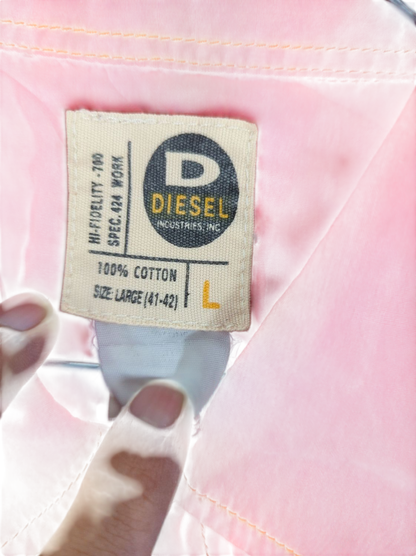 HI-FIDELITY -700
SPEC. 424 WORK
D
DIESEL
INDUSTRIES, INC
100% COTTON
SIZE: LARGE (41-42)
L